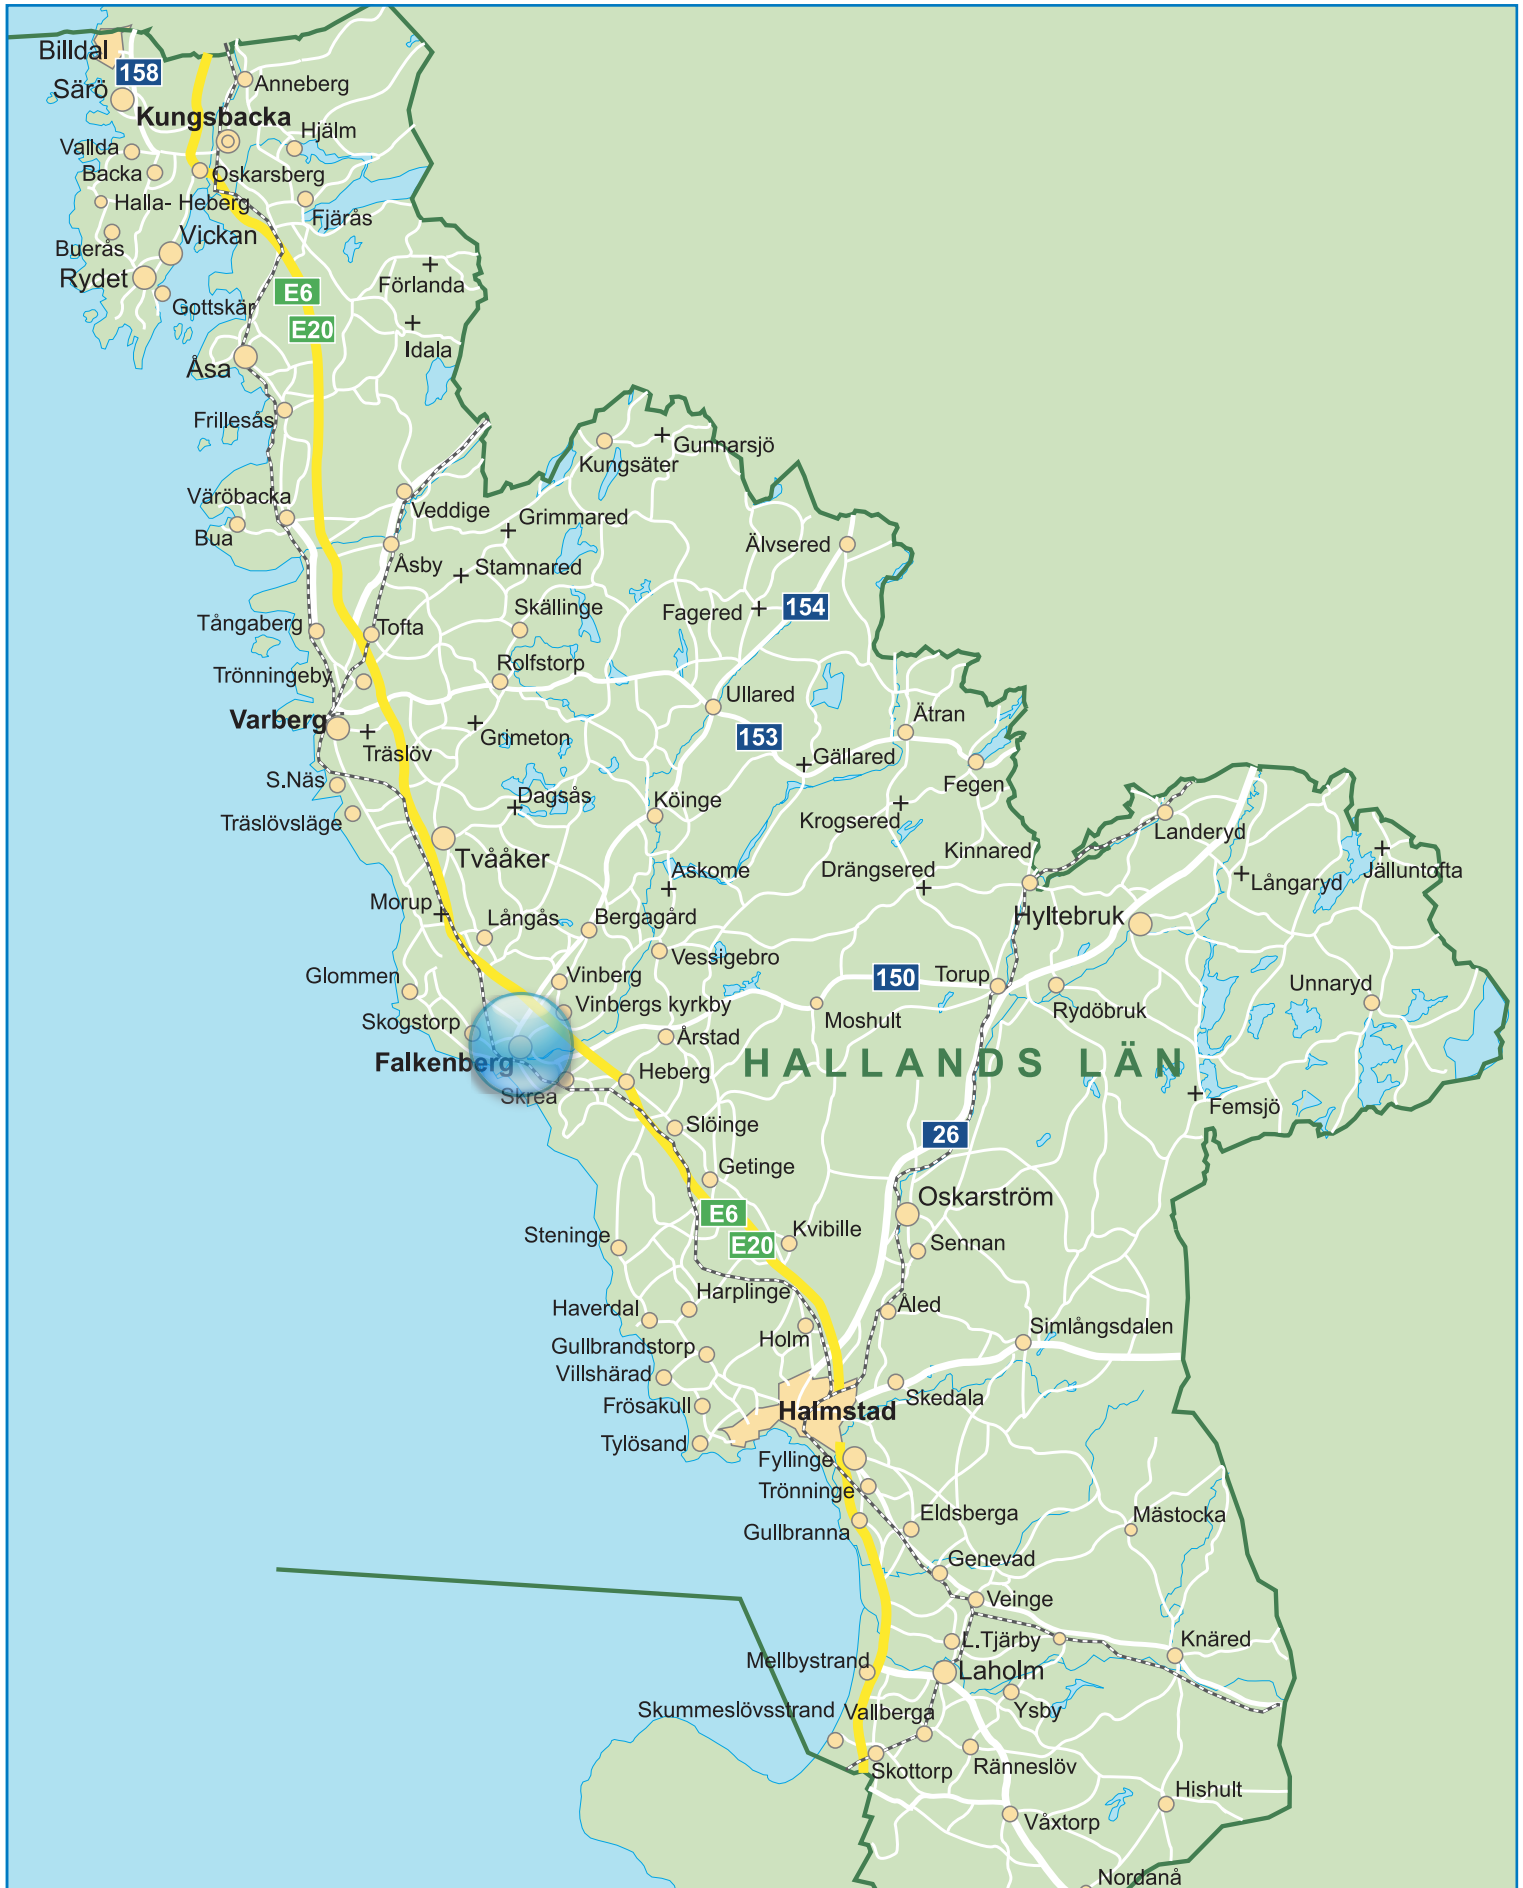 Billdal
158
Särö
Anneberg
Kungsbacka
Hjälm
Vallda
Backa
Oskarsberg
Halla- Heberg
Fjärås
Buerås
Vickan
Rydet
Förlanda
E6
Gottskär
E20
Idala
Åsa
Frillesås
Gunnarsjö
Kungsäter
Väröbacka
Veddige
Grimmared
Bua
Älvsered
Åsby
Stamnared
Skällinge
Fagered
154
Tångaberg
Tofta
Rolfstorp
Trönningeby
Ullared
Varberg
Ätran
153
Grimeton
Träslöv
Gällared
S.Näs
Fegen
Dagsås
Köinge
Träslövsläge
Krogsered
Landeryd
Tvååker
Kinnared
Askome
Drängsered
Jälluntofta
Långaryd
Morup
Långås
Bergagård
Hyltebruk
Vessigebro
Glommen
Vinberg
150
Torup
Unnaryd
Vinbergs kyrkby
Rydöbruk
Skogstorp
Moshult
Årstad
Falkenberg
HALLANDS LÄN
Heberg
Skrea
Femsjö
Slöinge
26
Getinge
Oskarström
E6
Steninge
E20
Kvibille
Sennan
Harplinge
Haverdal
Åled
Holm
Simlångsdalen
Gullbrandstorp
Villshärad
Skedala
Frösakull
Halmstad
Tylösand
Fyllinge
Trönninge
Eldsberga
Mästocka
Gullbranna
Genevad
Veinge
L.Tjärby
Knäred
Mellbystrand
Laholm
Skummeslövsstrand
Vallberga
Ysby
Skottorp
Ränneslöv
Hishult
Våxtorp
Nordanå